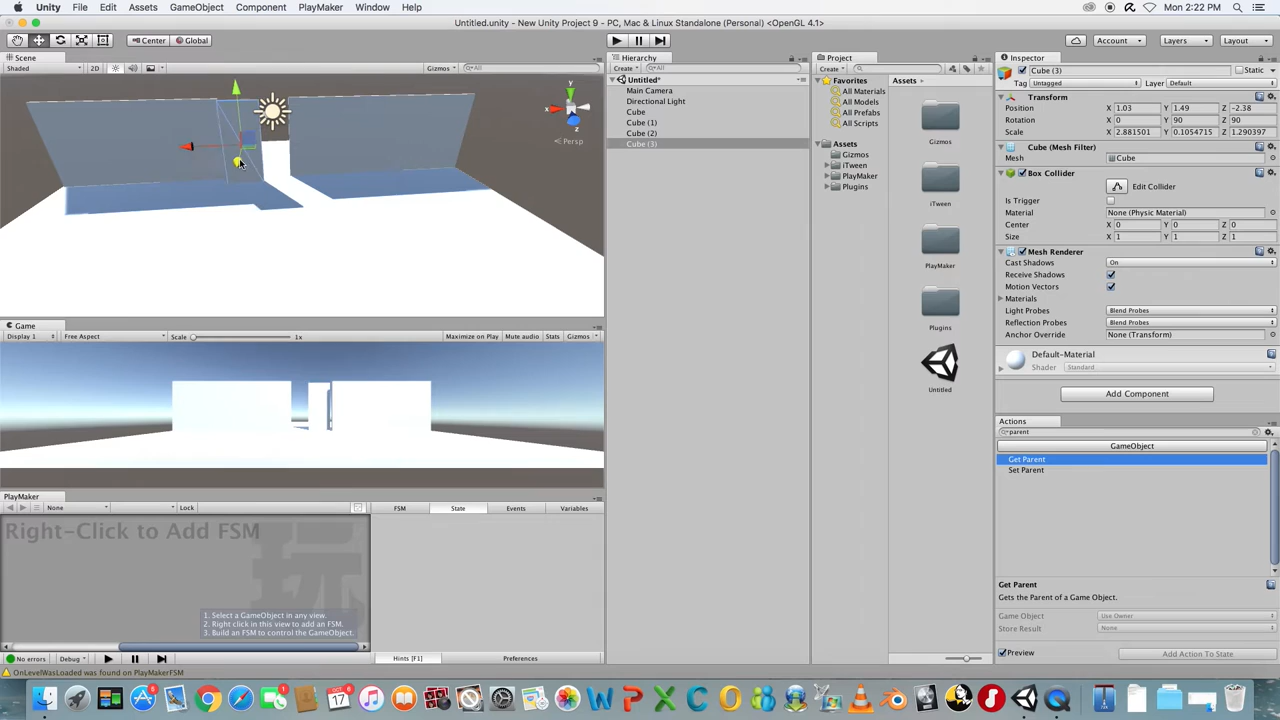 Unity File Edit Assets GameObject Component PlayMaker Window Help Mon 2:22 PM
Untitled.unity - New Unity Project 9 - PC, Mac & Linux Standalone (Personal) <OpenGL 4.1>
Center Global Account Layers Layout
Scene
Shaded 2D Gizmos All
y
x
Persp
Game
Display 1 Free Aspect Scale 1x Maximize on Play Mute audio Stats Gizmos
PlayMaker
None Lock
Right-Click to Add FSM
1. Select a GameObject in any view.
2. Right click in this view to add an FSM.
3. Build an FSM to control the GameObject.
No errors Debug
FSM State Events Variables
Hints [F1] Preferences
OnLevelWasLoaded was found on PlayMakerFSM
Hierarchy
Create All
Untitled*
Main Camera
Directional Light
Cube
Cube (1)
Cube (2)
Cube (3)
Project
Create
Favorites
All Materials
All Models
All Prefabs
All Scripts
Assets
Gizmos
iTween
PlayMaker
Plugins
Assets
Gizmos
iTween
PlayMaker
Plugins
Untitled
Inspector
Cube (3) Static
Tag Untagged Layer Default
Transform
Position X 1.03 Y 1.49 Z -2.38
Rotation X 0 Y 90 Z 90
Scale X 2.881501 Y 0.1054715 Z 1.290397
Cube (Mesh Filter)
Mesh Cube
Box Collider
Edit Collider
Is Trigger
Material None (Physic Material)
Center X 0 Y 0 Z 0
Size X 1 Y 1 Z 1
Mesh Renderer
Cast Shadows On
Receive Shadows
Motion Vectors
Materials
Light Probes Blend Probes
Reflection Probes Blend Probes
Anchor Override None (Transform)
Default-Material
Shader Standard
Add Component
Actions
parent
GameObject
Get Parent
Set Parent
Get Parent
Gets the Parent of a Game Object.
Game Object Use Owner
Store Result None
Preview Add Action To State